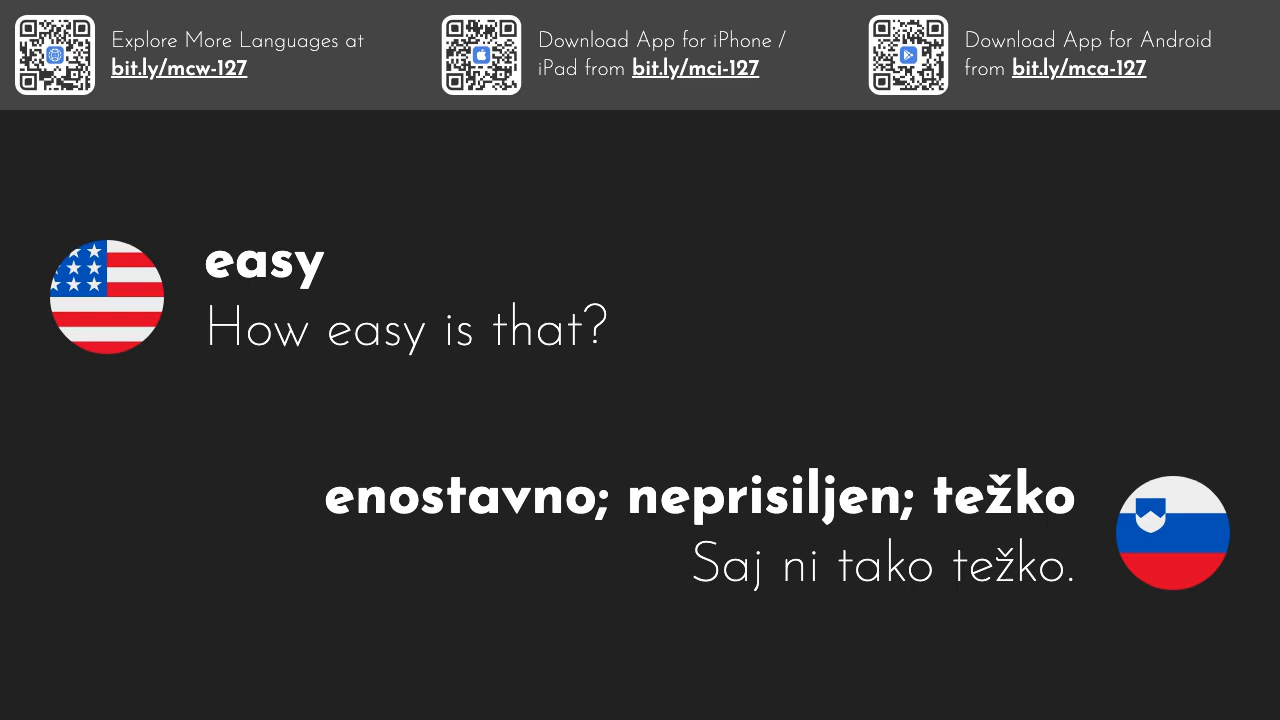 Explore More Languages at
bit.ly/mcw-127
Download App for iPhone /
iPad from bit.ly/mci-127
Download App for Android
from bit.ly/mca-127
easy
How easy is that?
enostavno; neprisiljen; težko
Saj ni tako težko.